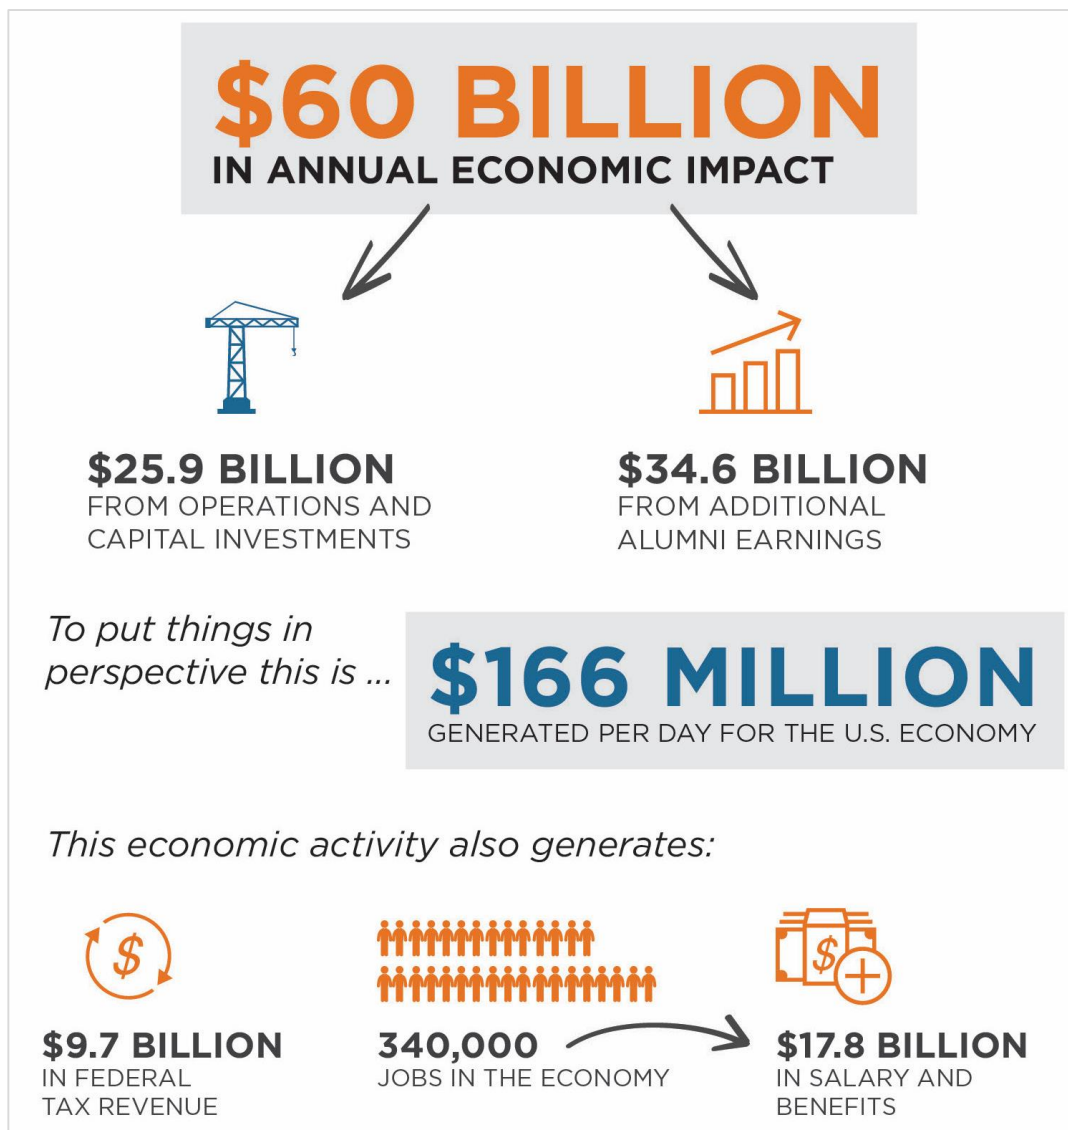 $60 BILLION
IN ANNUAL ECONOMIC IMPACT
$25.9 BILLION
FROM OPERATIONS AND
CAPITAL INVESTMENTS
$34.6 BILLION
FROM ADDITIONAL
ALUMNI EARNINGS
To put things in
perspective this is ...
$166 MILLION
GENERATED PER DAY FOR THE U.S. ECONOMY
This economic activity also generates:
$
$9.7 BILLION
IN FEDERAL
TAX REVENUE
340,000
JOBS IN THE ECONOMY
$
$17.8 BILLION
IN SALARY AND
BENEFITS